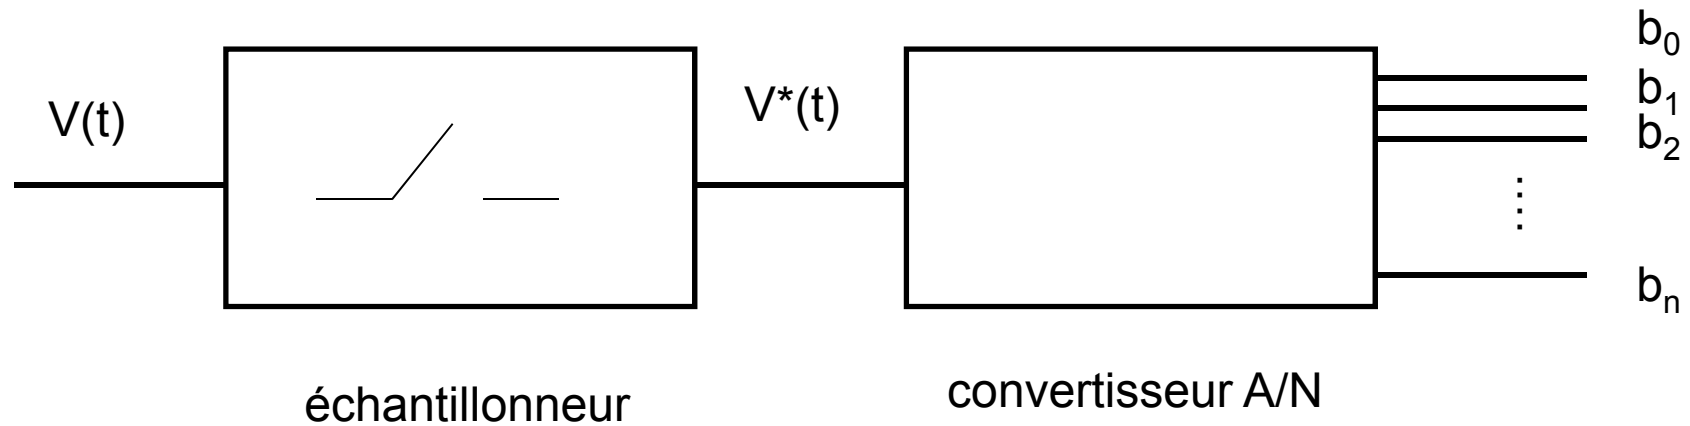 V(t)
V*(t)
b₀
b₁
b₂
⋮
bₙ
échantillonneur
convertisseur A/N